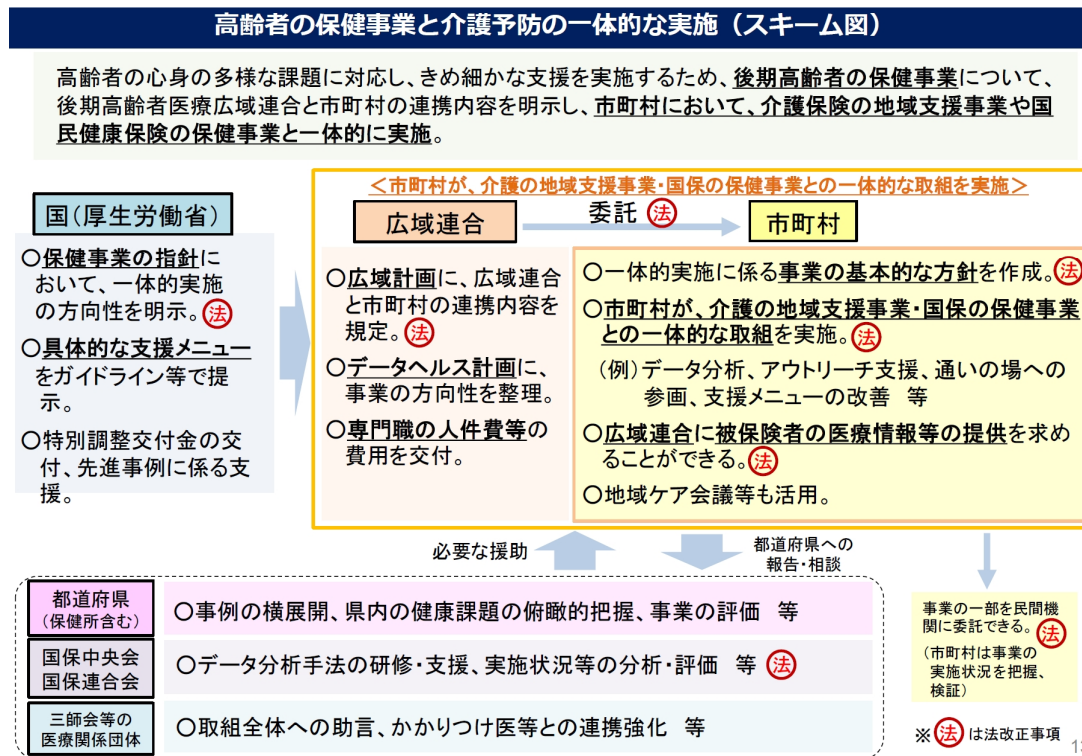 高齢者の保健事業と介護予防の一体的な実施（スキーム図）
高齢者の心身の多様な課題に対応し、きめ細かな支援を実施するため、後期高齢者の保健事業について、
後期高齢者医療広域連合と市町村の連携内容を明示し、市町村において、介護保険の地域支援事業や国
民健康保険の保健事業と一体的に実施。
＜市町村が、介護の地域支援事業・国保の保健事業との一体的な取組を実施＞
国（厚生労働省）
○保健事業の指針に
おいて、一体的実施
の方向性を明示。法
○具体的な支援メニュー
をガイドライン等で提
示。
○特別調整交付金の交
付、先進事例に係る支
援。
広域連合
委託 法
市町村
○広域計画に、広域連合
と市町村の連携内容を
規定。法
○データヘルス計画に、
事業の方向性を整理。
○専門職の人件費等の
費用を交付。
○一体的実施に係る事業の基本的な方針を作成。法
○市町村が、介護の地域支援事業・国保の保健事業
との一体的な取組を実施。法
（例）データ分析、アウトリーチ支援、通いの場への
参画、支援メニューの改善 等
○広域連合に被保険者の医療情報等の提供を求め
ることができる。法
○地域ケア会議等も活用。
必要な援助
都道府県への
報告・相談
都道府県
（保健所含む）
○事例の横展開、県内の健康課題の俯瞰的把握、事業の評価 等
国保中央会
国保連合会
○データ分析手法の研修・支援、実施状況等の分析・評価 等 法
三師会等の
医療関係団体
○取組全体への助言、かかりつけ医等との連携強化 等
事業の一部を民間機
関に委託できる。法
（市町村は事業の
実施状況を把握、
検証）
※法は法改正事項